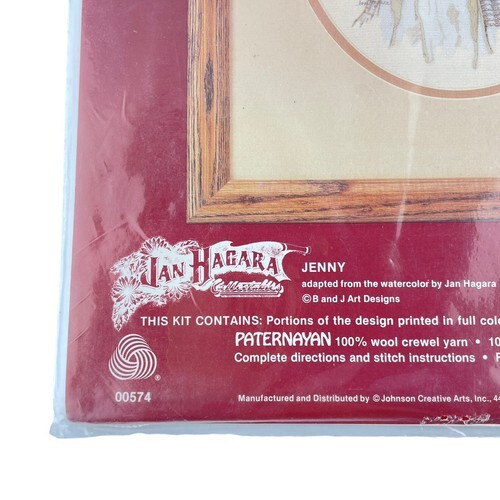 JAN HAGARA
Collectables
JENNY
adapted from the watercolor by Jan Hagara
© B and J Art Designs
THIS KIT CONTAINS: Portions of the design printed in full
PATERNAYAN 100% wool crewel yarn •
Complete directions and stitch instructions •
®
00574
Manufactured and Distributed by © Johnson Creative Arts, Inc.,